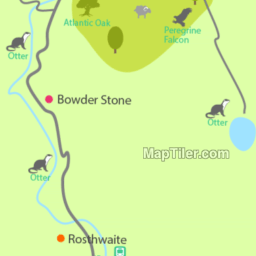 Atlantic Oak
Peregrine
Falcon
Otter
Bowder Stone
Otter
MapTiler.com
Otter
Rosthwaite